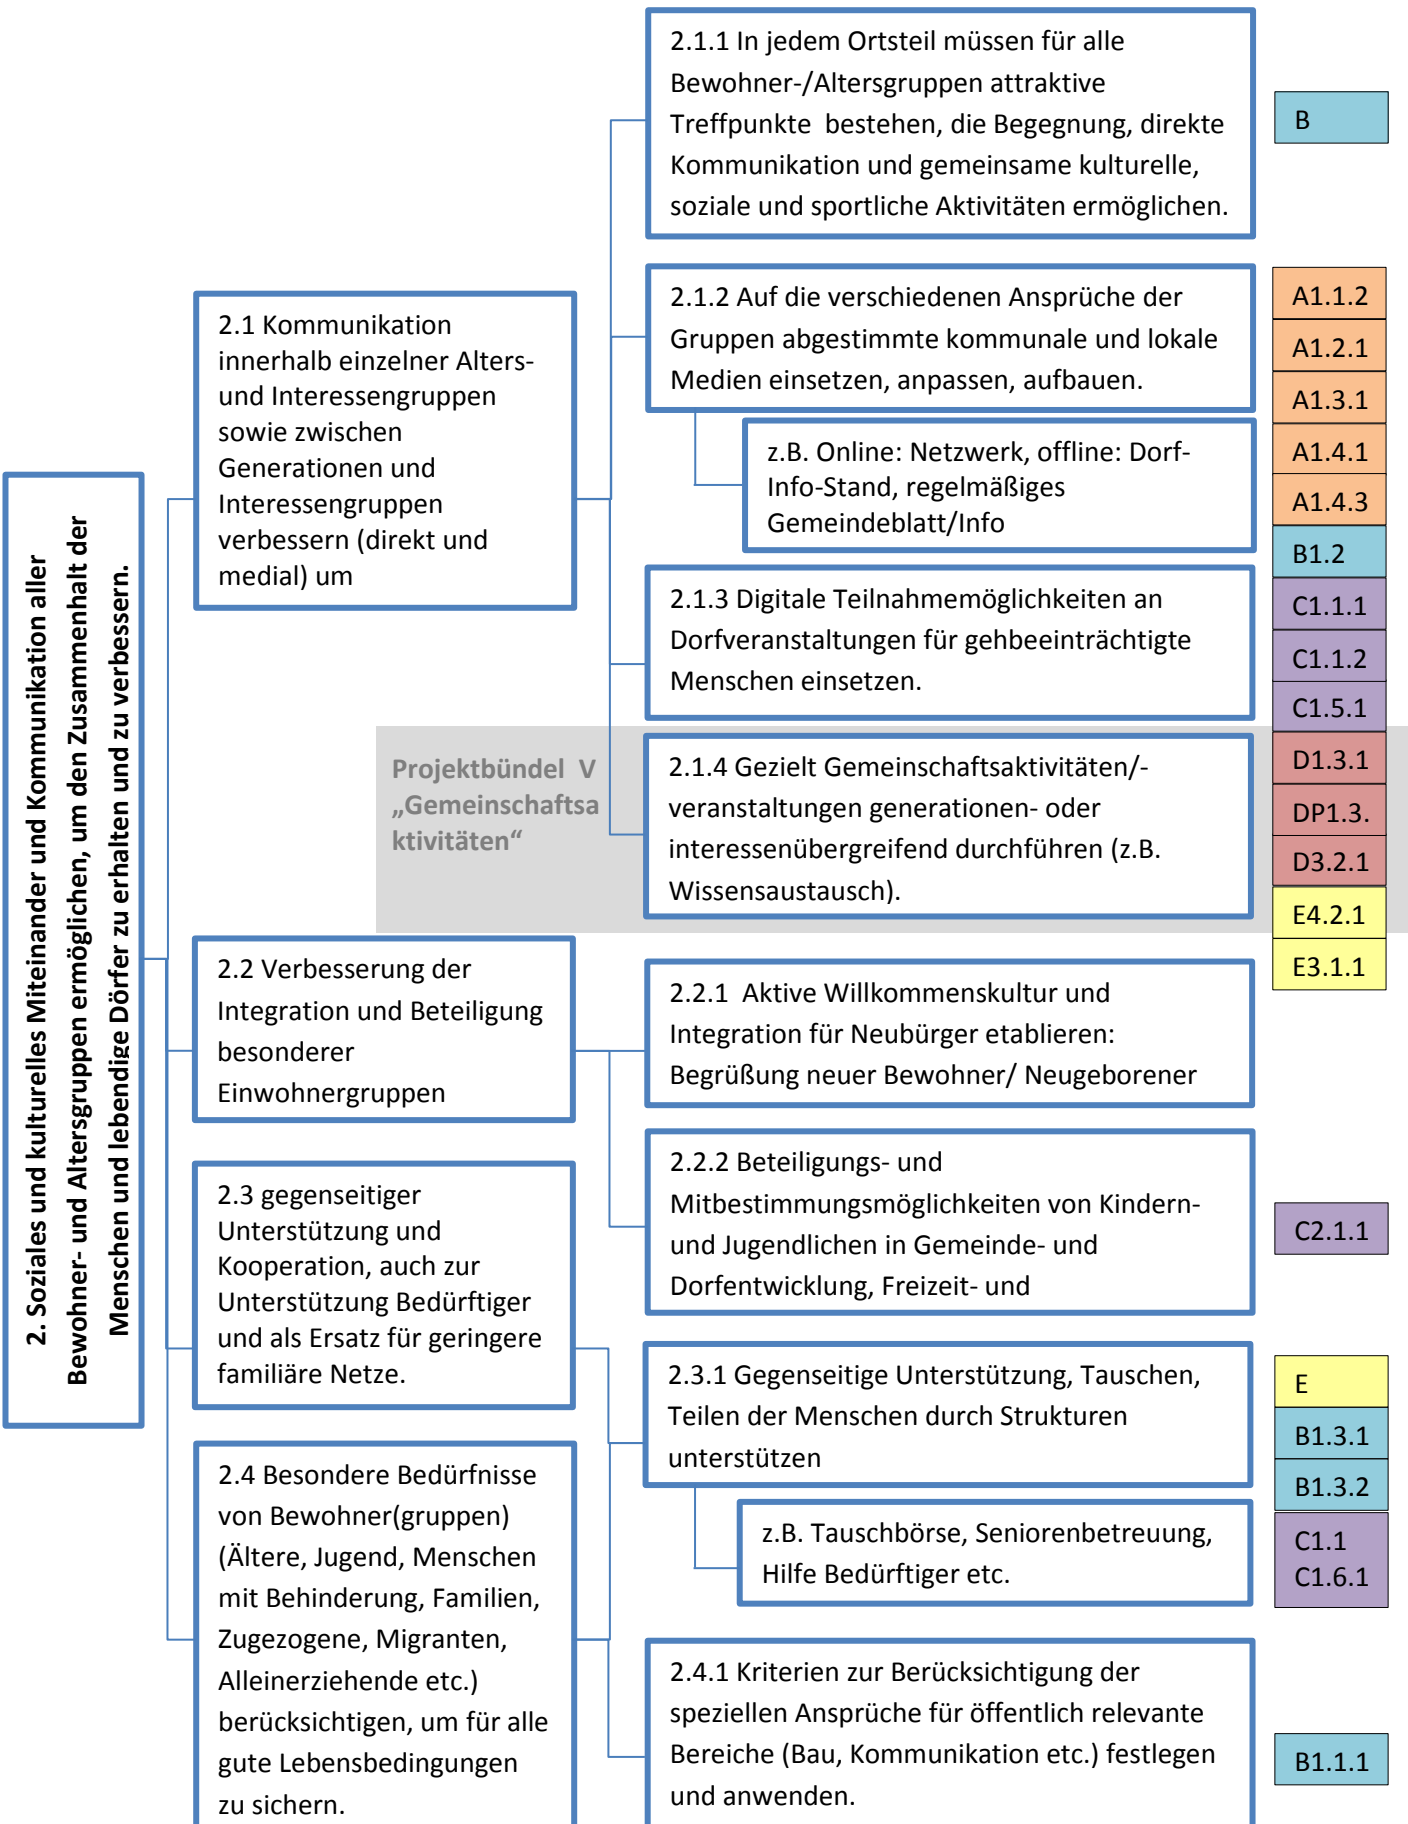 2. Soziales und kulturelles Miteinander und Kommunikation aller
Bewohner- und Altersgruppen ermöglichen, um den Zusammenhalt der
Menschen und lebendige Dörfer zu erhalten und zu verbessern.
2.1 Kommunikation
innerhalb einzelner Alters-
und Interessengruppen
sowie zwischen
Generationen und
Interessengruppen
verbessern (direkt und
medial) um
2.1.1 In jedem Ortsteil müssen für alle
Bewohner-/Altersgruppen attraktive
Treffpunkte  bestehen, die Begegnung, direkte
Kommunikation und gemeinsame kulturelle,
soziale und sportliche Aktivitäten ermöglichen.
B
2.1.2 Auf die verschiedenen Ansprüche der
Gruppen abgestimmte kommunale und lokale
Medien einsetzen, anpassen, aufbauen.
z.B. Online: Netzwerk, offline: Dorf-
Info-Stand, regelmäßiges
Gemeindeblatt/Info
2.1.3 Digitale Teilnahmemöglichkeiten an
Dorfveranstaltungen für gehbeeinträchtigte
Menschen einsetzen.
Projektbündel  V
„Gemeinschaftsa
ktivitäten“
2.1.4 Gezielt Gemeinschaftsaktivitäten/-
veranstaltungen generationen- oder
interessenübergreifend durchführen (z.B.
Wissensaustausch).
A1.1.2
A1.2.1
A1.3.1
A1.4.1
A1.4.3
B1.2
C1.1.1
C1.1.2
C1.5.1
D1.3.1
DP1.3.
D3.2.1
E4.2.1
E3.1.1
2.2 Verbesserung der
Integration und Beteiligung
besonderer
Einwohnergruppen
2.2.1  Aktive Willkommenskultur und
Integration für Neubürger etablieren:
Begrüßung neuer Bewohner/ Neugeborener
2.2.2 Beteiligungs- und
Mitbestimmungsmöglichkeiten von Kindern-
und Jugendlichen in Gemeinde- und
Dorfentwicklung, Freizeit- und
C2.1.1
2.3 gegenseitiger
Unterstützung und
Kooperation, auch zur
Unterstützung Bedürftiger
und als Ersatz für geringere
familiäre Netze.
2.3.1 Gegenseitige Unterstützung, Tauschen,
Teilen der Menschen durch Strukturen
unterstützen
z.B. Tauschbörse, Seniorenbetreuung,
Hilfe Bedürftiger etc.
E
B1.3.1
B1.3.2
C1.1
C1.6.1
2.4 Besondere Bedürfnisse
von Bewohner(gruppen)
(Ältere, Jugend, Menschen
mit Behinderung, Familien,
Zugezogene, Migranten,
Alleinerziehende etc.)
berücksichtigen, um für alle
gute Lebensbedingungen
zu sichern.
2.4.1 Kriterien zur Berücksichtigung der
speziellen Ansprüche für öffentlich relevante
Bereiche (Bau, Kommunikation etc.) festlegen
und anwenden.
B1.1.1